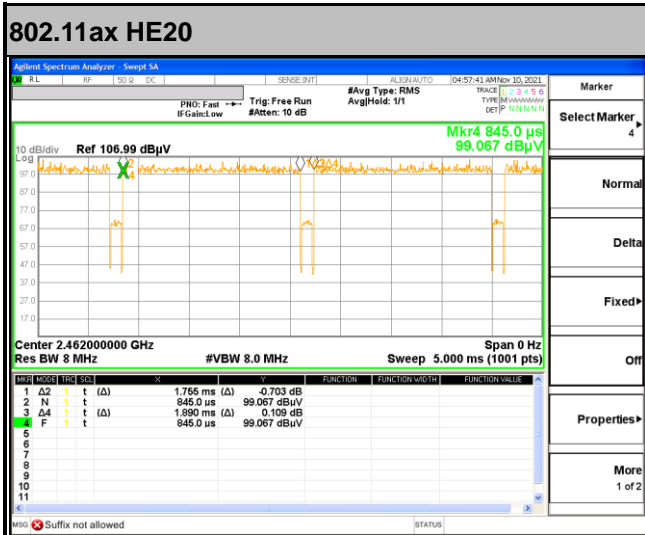 802.11ax HE20
Agilent Spectrum Analyzer - Swept SA
RL RF 50 Ω DC SENSE:INT ALIGNAUTO 04:57:41 AM Nov 10, 2021
#Avg Type: RMS
TRACE 1 2 3 4 5 6
PNO: Fast Trig: Free Run Avg|Hold: 1/1
TYPE M
IFGain:Low #Atten: 10 dB
DET P N N N N N
Mkr4 845.0 µs
99.067 dBµV
10 dB/div Ref 106.99 dBµV
Log
97.0
87.0
77.0
67.0
57.0
47.0
37.0
27.0
Center 2.462000000 GHz Span 0 Hz
Res BW 8 MHz #VBW 8.0 MHz Sweep 5.000 ms (1001 pts)
MKR MODE TRC SCL X Y FUNCTION FUNCTION WIDTH FUNCTION VALUE
1 Δ2 1 t (Δ) 1.755 ms (Δ) -0.703 dB
2 N 1 t 845.0 µs 99.067 dBµV
3 Δ4 1 t (Δ) 1.890 ms (Δ) 0.109 dB
4 F 1 t 845.0 µs 99.067 dBµV
5
6
7
8
9
10
11
MSG Suffix not allowed STATUS
Marker
Select Marker
4
Normal
Delta
Fixed
Off
Properties
More
1 of 2